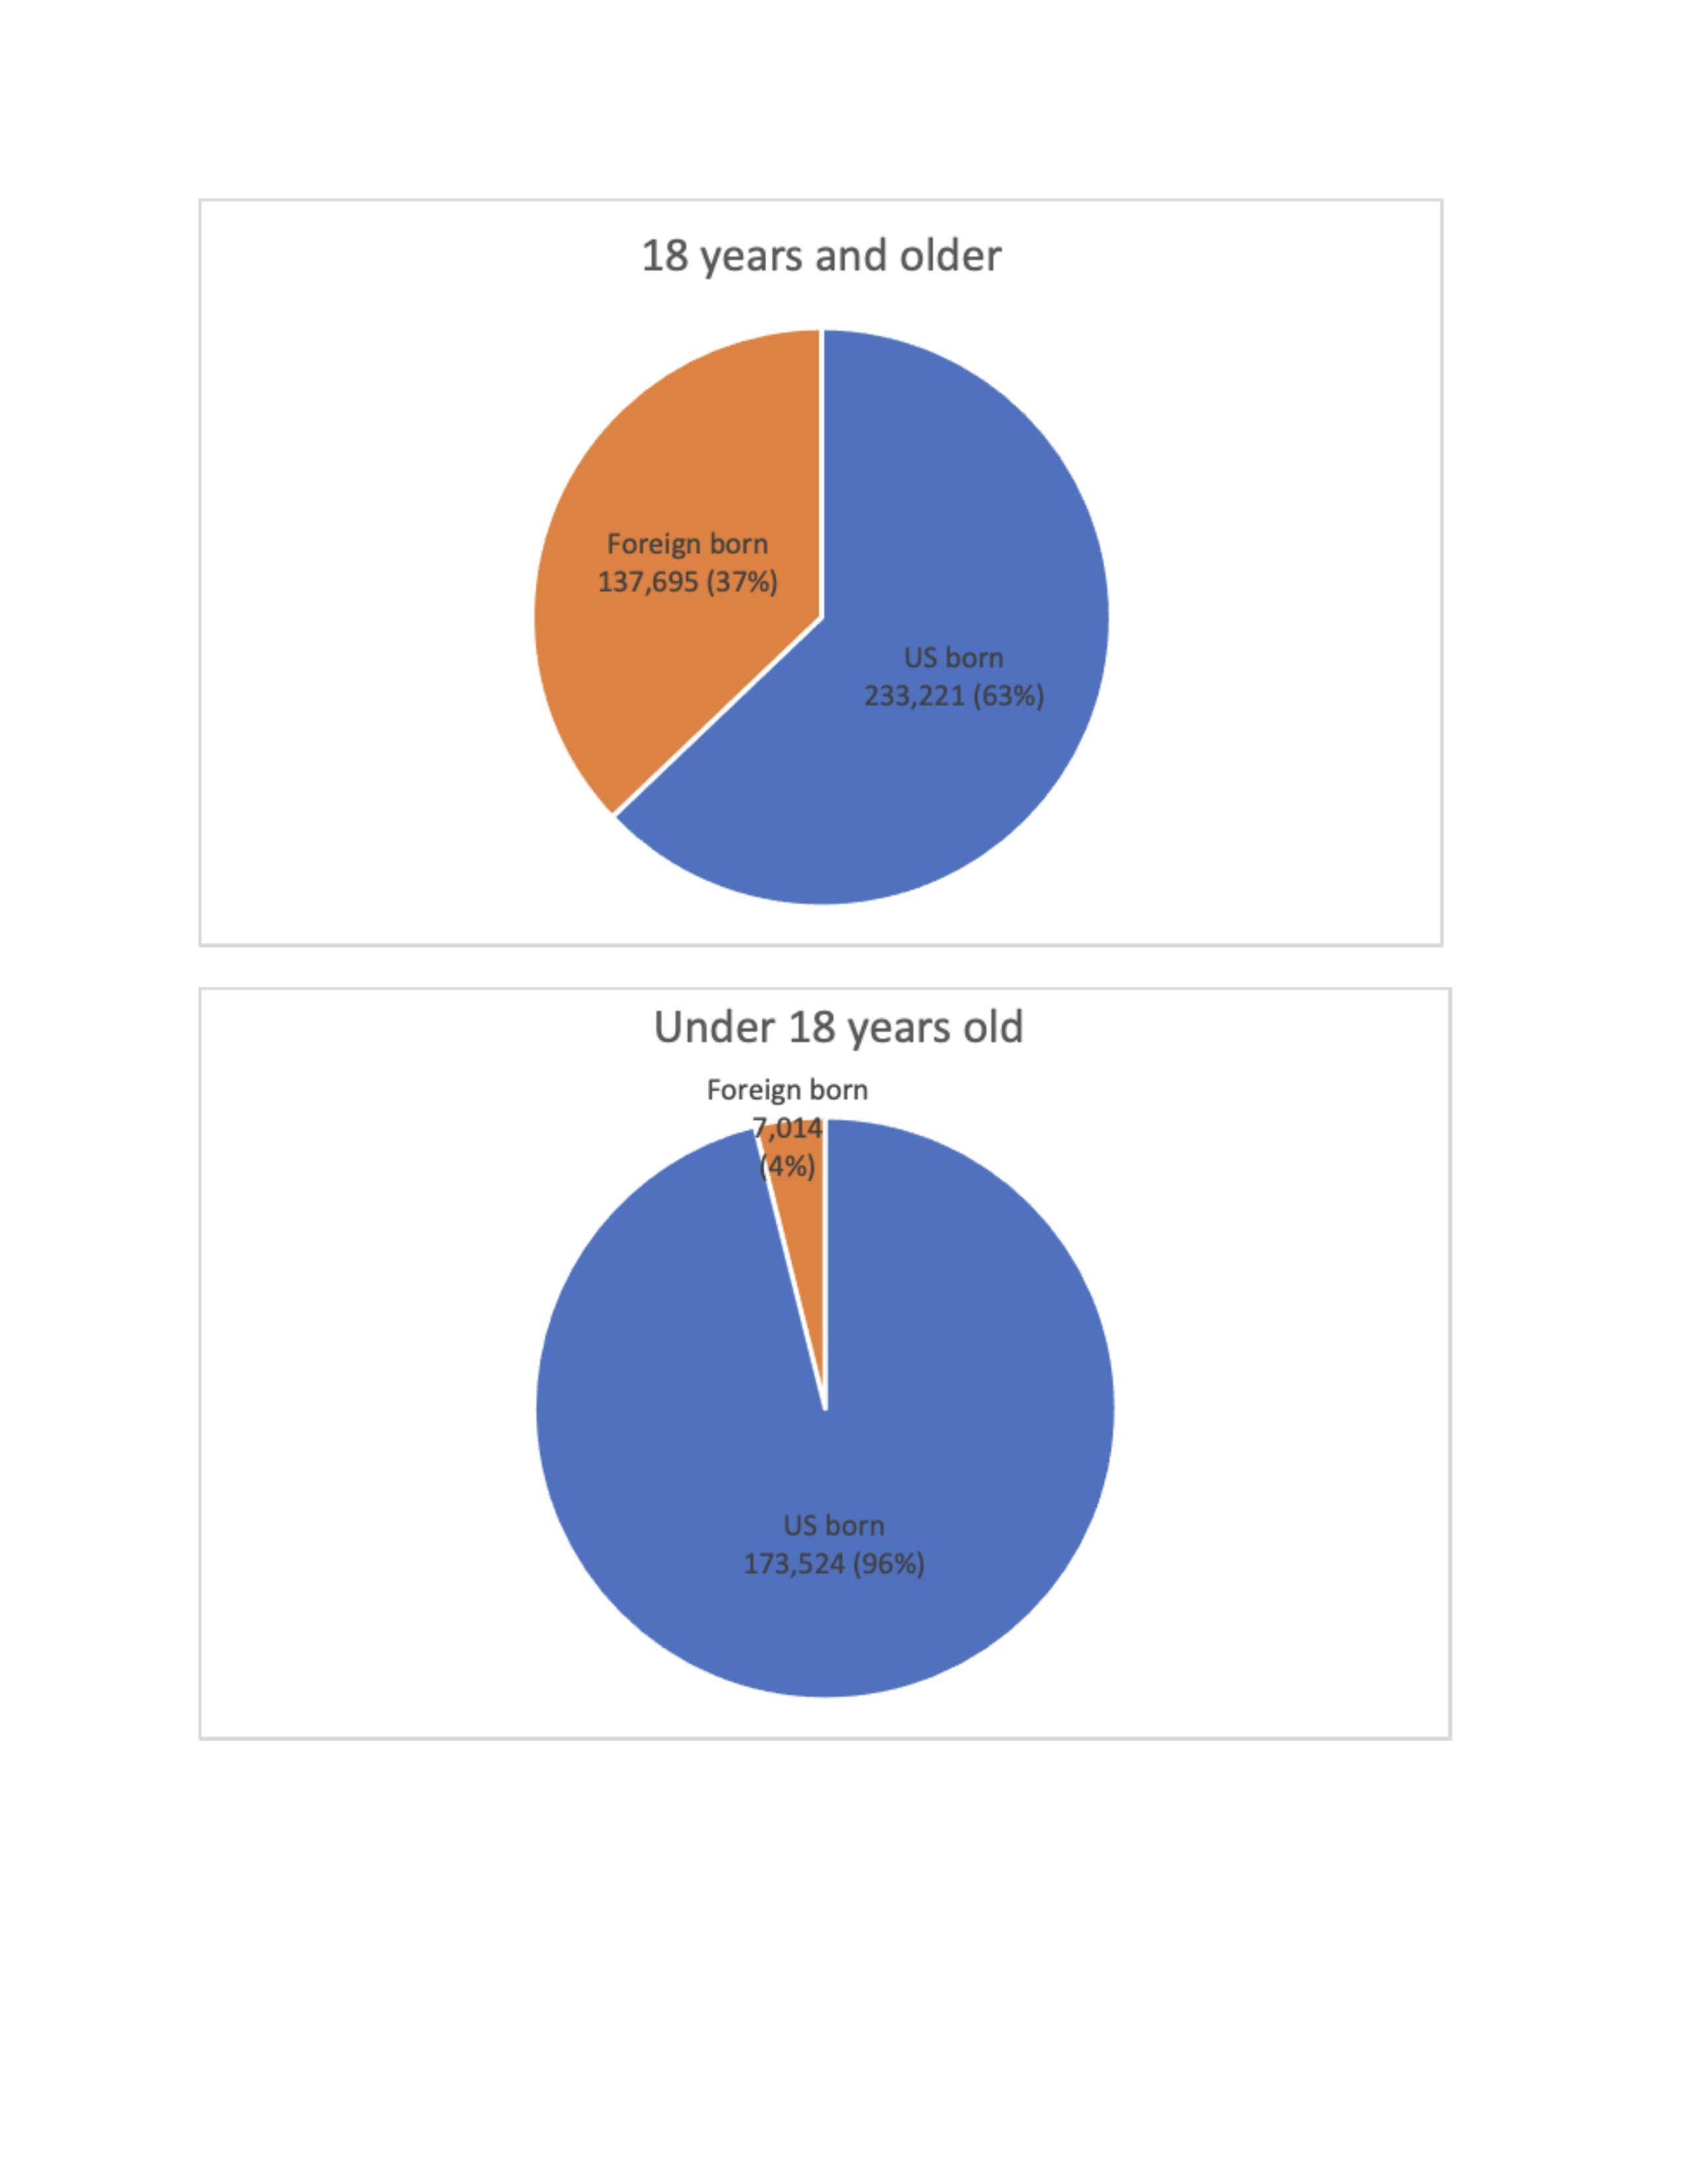 18 years and older
Foreign born
137,695 (37%)
US born
233,221 (63%)
Under 18 years old
Foreign born
7,014
(4%)
US born
173,524 (96%)